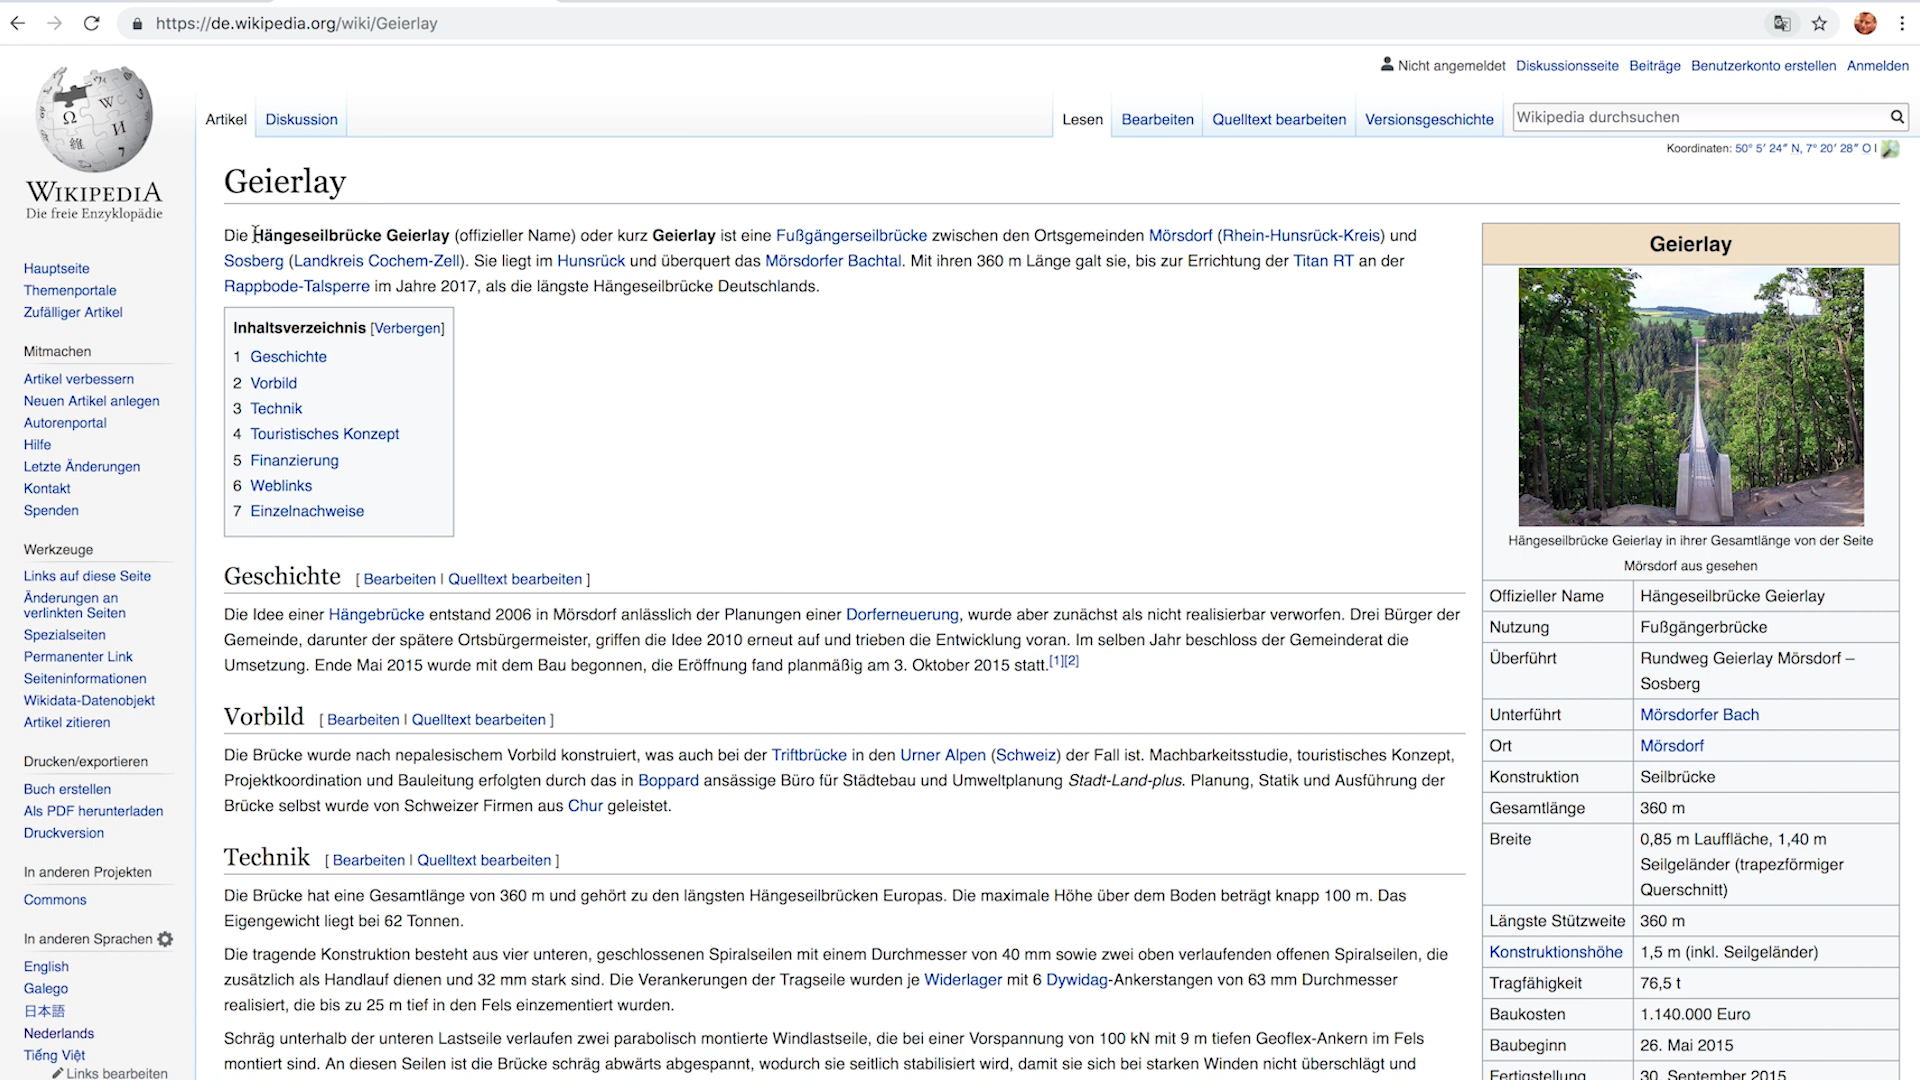 https://de.wikipedia.org/wiki/Geierlay
Nicht angemeldet Diskussionsseite Beiträge Benutzerkonto erstellen Anmelden
Artikel Diskussion Lesen Bearbeiten Quelltext bearbeiten Versionsgeschichte Wikipedia durchsuchen
Koordinaten: 50° 5′ 24″ N, 7° 20′ 28″ O |
WIKIPEDIA
Die freie Enzyklopädie
Hauptseite
Themenportale
Zufälliger Artikel
Mitmachen
Artikel verbessern
Neuen Artikel anlegen
Autorenportal
Hilfe
Letzte Änderungen
Kontakt
Spenden
Werkzeuge
Links auf diese Seite
Änderungen an
verlinkten Seiten
Spezialseiten
Permanenter Link
Seiteninformationen
Wikidata-Datenobjekt
Artikel zitieren
Drucken/exportieren
Buch erstellen
Als PDF herunterladen
Druckversion
In anderen Projekten
Commons
In anderen Sprachen
English
Galego
日本語
Nederlands
Tiếng Việt
Links bearbeiten
Geierlay
Die Hängeseilbrücke Geierlay (offizieller Name) oder kurz Geierlay ist eine Fußgängerseilbrücke zwischen den Ortsgemeinden Mörsdorf (Rhein-Hunsrück-Kreis) und
Sosberg (Landkreis Cochem-Zell). Sie liegt im Hunsrück und überquert das Mörsdorfer Bachtal. Mit ihren 360 m Länge galt sie, bis zur Errichtung der Titan RT an der
Rappbode-Talsperre im Jahre 2017, als die längste Hängeseilbrücke Deutschlands.
Inhaltsverzeichnis [Verbergen]
1 Geschichte
2 Vorbild
3 Technik
4 Touristisches Konzept
5 Finanzierung
6 Weblinks
7 Einzelnachweise
Geschichte [ Bearbeiten | Quelltext bearbeiten ]
Die Idee einer Hängebrücke entstand 2006 in Mörsdorf anlässlich der Planungen einer Dorferneuerung, wurde aber zunächst als nicht realisierbar verworfen. Drei Bürger der
Gemeinde, darunter der spätere Ortsbürgermeister, griffen die Idee 2010 erneut auf und trieben die Entwicklung voran. Im selben Jahr beschloss der Gemeinderat die
Umsetzung. Ende Mai 2015 wurde mit dem Bau begonnen, die Eröffnung fand planmäßig am 3. Oktober 2015 statt.[1][2]
Vorbild [ Bearbeiten | Quelltext bearbeiten ]
Die Brücke wurde nach nepalesischem Vorbild konstruiert, was auch bei der Triftbrücke in den Urner Alpen (Schweiz) der Fall ist. Machbarkeitsstudie, touristisches Konzept,
Projektkoordination und Bauleitung erfolgten durch das in Boppard ansässige Büro für Städtebau und Umweltplanung Stadt-Land-plus. Planung, Statik und Ausführung der
Brücke selbst wurde von Schweizer Firmen aus Chur geleistet.
Technik [ Bearbeiten | Quelltext bearbeiten ]
Die Brücke hat eine Gesamtlänge von 360 m und gehört zu den längsten Hängeseilbrücken Europas. Die maximale Höhe über dem Boden beträgt knapp 100 m. Das
Eigengewicht liegt bei 62 Tonnen.
Die tragende Konstruktion besteht aus vier unteren, geschlossenen Spiralseilen mit einem Durchmesser von 40 mm sowie zwei oben verlaufenden offenen Spiralseilen, die
zusätzlich als Handlauf dienen und 32 mm stark sind. Die Verankerungen der Tragseile wurden je Widerlager mit 6 Dywidag-Ankerstangen von 63 mm Durchmesser
realisiert, die bis zu 25 m tief in den Fels einzementiert wurden.
Schräg unterhalb der unteren Lastseile verlaufen zwei parabolisch montierte Windlastseile, die bei einer Vorspannung von 100 kN mit 9 m tiefen Geoflex-Ankern im Fels
montiert sind. An diesen Seilen ist die Brücke schräg abwärts abgespannt, wodurch sie seitlich stabilisiert wird, damit sie sich bei starken Winden nicht überschlägt und
Geierlay
Hängeseilbrücke Geierlay in ihrer Gesamtlänge von der Seite
Mörsdorf aus gesehen
Offizieller Name Hängeseilbrücke Geierlay
Nutzung Fußgängerbrücke
Überführt Rundweg Geierlay Mörsdorf –
Sosberg
Unterführt Mörsdorfer Bach
Ort Mörsdorf
Konstruktion Seilbrücke
Gesamtlänge 360 m
Breite 0,85 m Lauffläche, 1,40 m
Seilgeländer (trapezförmiger
Querschnitt)
Längste Stützweite 360 m
Konstruktionshöhe 1,5 m (inkl. Seilgeländer)
Tragfähigkeit 76,5 t
Baukosten 1.140.000 Euro
Baubeginn 26. Mai 2015
Fertigstellung 30. September 2015